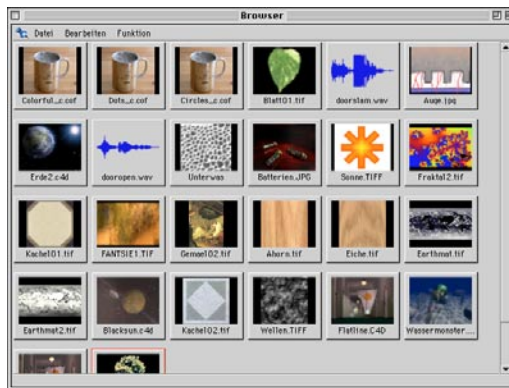 Browser
Datei Bearbeiten Funktion
Colorful_c.cof Dots_c.cof Circles_c.cof Blatt01.tif doorslam.wav Auge.jpg
Erde2.c4d dooropen.wav Unterwas Batterien.JPG Sonne.TIFF Fraktal2.tif
Kachel01.tif FANTSIE1.TIF Gemael02.tif Ahorn.tif Eiche.tif Earthmat.tif
Earthmat2.tif Blacksun.c4d Kachel02.tif Wellen.TIFF Flatline.C4D Wassermonster....